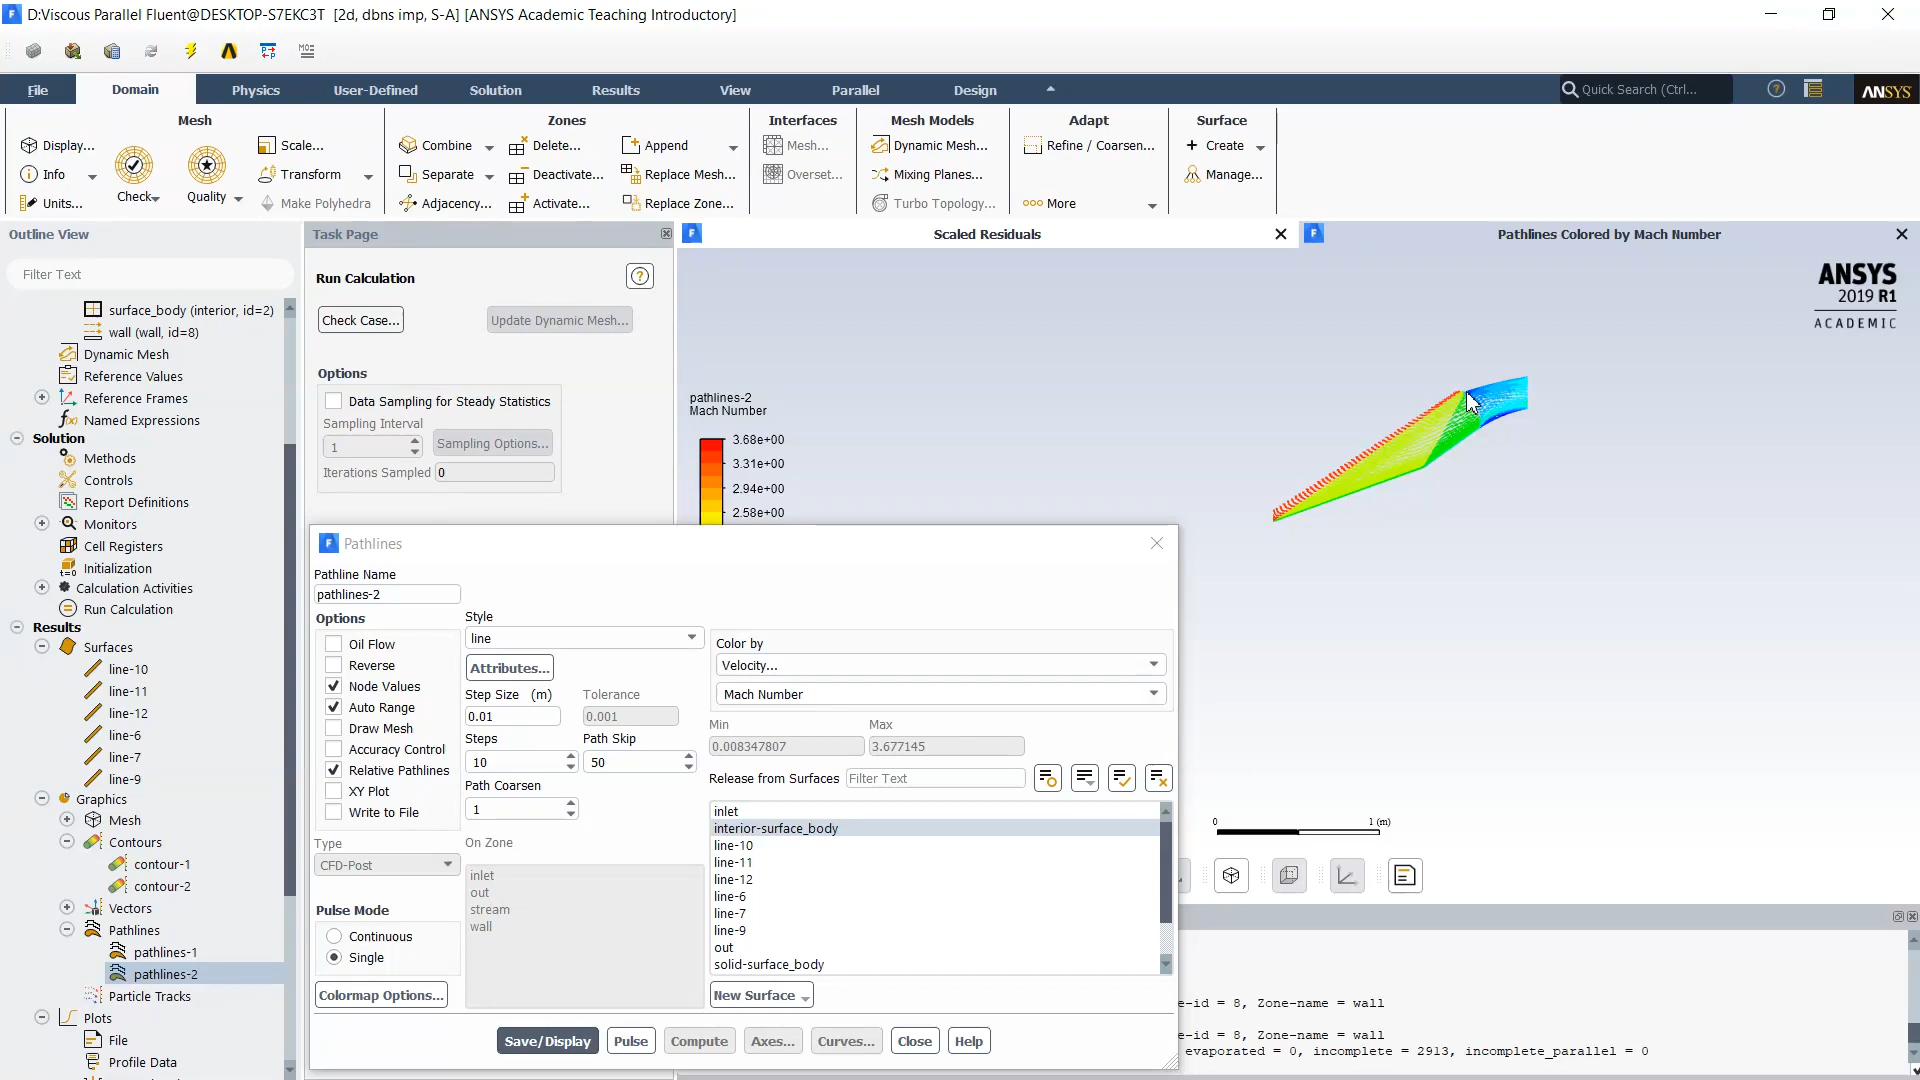 D:Viscous Parallel Fluent@DESKTOP-S7EKC3T [2d, dbns imp, S-A] [ANSYS Academic Teaching Introductory]
File Domain Physics User-Defined Solution Results View Parallel Design Quick Search (Ctrl... ANSYS
Mesh Zones Interfaces Mesh Models Adapt Surface
Display... Scale... Combine Delete... Append Mesh... Dynamic Mesh... Refine / Coarsen... Create
Info Transform Separate Deactivate... Replace Mesh... Overset... Mixing Planes... Manage...
Check Quality
Units... Make Polyhedra Adjacency... Activate... Replace Zone... Turbo Topology... More
Outline View
Filter Text
surface_body (interior, id=2)
wall (wall, id=8)
Dynamic Mesh
Reference Values
Reference Frames
Named Expressions
Solution
Methods
Controls
Report Definitions
Monitors
Cell Registers
Initialization
Calculation Activities
Run Calculation
Results
Surfaces
line-10
line-11
line-12
line-6
line-7
line-9
Graphics
Mesh
Contours
contour-1
contour-2
Vectors
Pathlines
pathlines-1
pathlines-2
Particle Tracks
Plots
File
Profile Data
Task Page
Run Calculation
Check Case... Update Dynamic Mesh...
Options
Data Sampling for Steady Statistics
Sampling Interval
1 Sampling Options...
Iterations Sampled 0
Scaled Residuals
Pathlines Colored by Mach Number
ANSYS
2019 R1
ACADEMIC
pathlines-2
Mach Number
3.68e+00
3.31e+00
2.94e+00
2.58e+00
0 1 (m)
Pathlines
Pathline Name
pathlines-2
Options
Oil Flow
Reverse
Node Values
Auto Range
Draw Mesh
Accuracy Control
Relative Pathlines
XY Plot
Write to File
Type
CFD-Post
Pulse Mode
Continuous
Single
Colormap Options...
Style
line
Attributes...
Step Size (m) Tolerance
0.01 0.001
Steps Path Skip
10 50
Path Coarsen
1
On Zone
inlet
out
stream
wall
Color by
Velocity...
Mach Number
Min Max
0.008347807 3.677145
Release from Surfaces Filter Text
inlet
interior-surface_body
line-10
line-11
line-12
line-6
line-7
line-9
out
solid-surface_body
New Surface
Save/Display Pulse Compute Axes... Curves... Close Help
e-id = 8, Zone-name = wall
e-id = 8, Zone-name = wall
evaporated = 0, incomplete = 2913, incomplete_parallel = 0